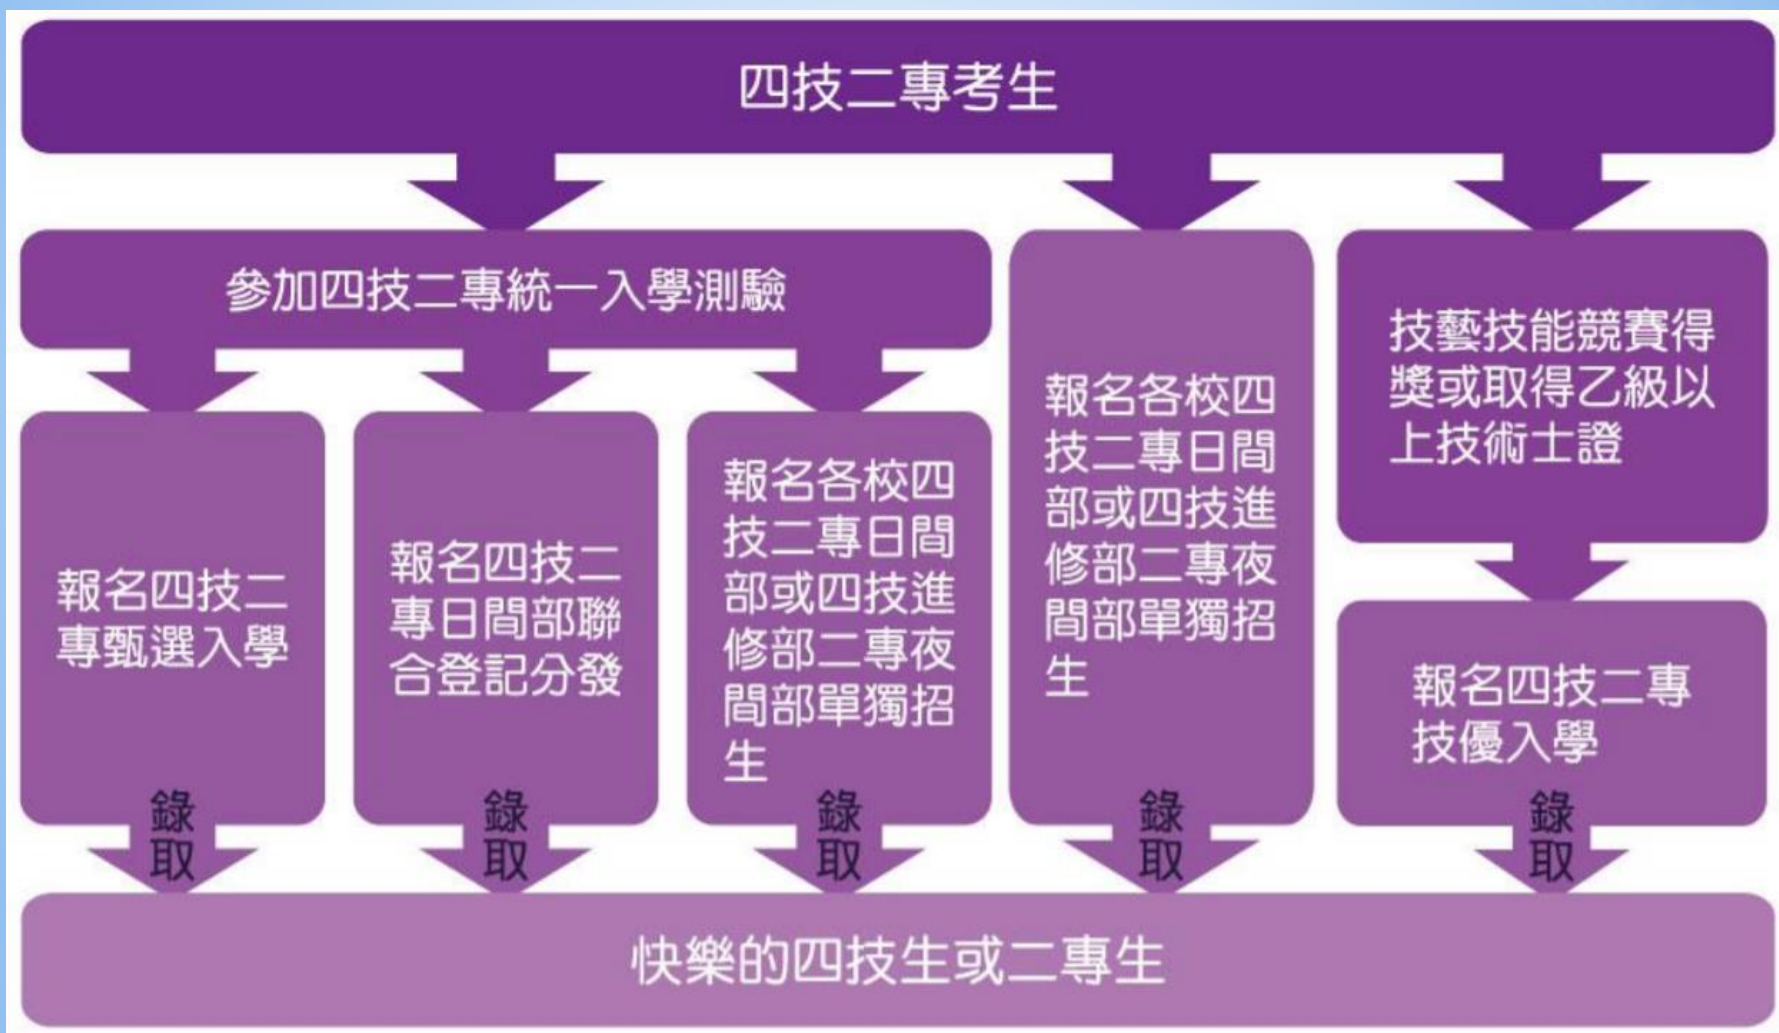 四技二專考生
參加四技二專統一入學測驗
報名四技二
專甄選入學
報名四技二
專日間部聯
合登記分發
報名各校四
技二專日間
部或四技進
修部二專夜
間部單獨招
生
報名各校四
技二專日間
部或四技進
修部二專夜
間部單獨招
生
技藝技能競賽得
獎或取得乙級以
上技術士證
報名四技二專
技優入學
錄
取
錄
取
錄
取
錄
取
錄
取
快樂的四技生或二專生